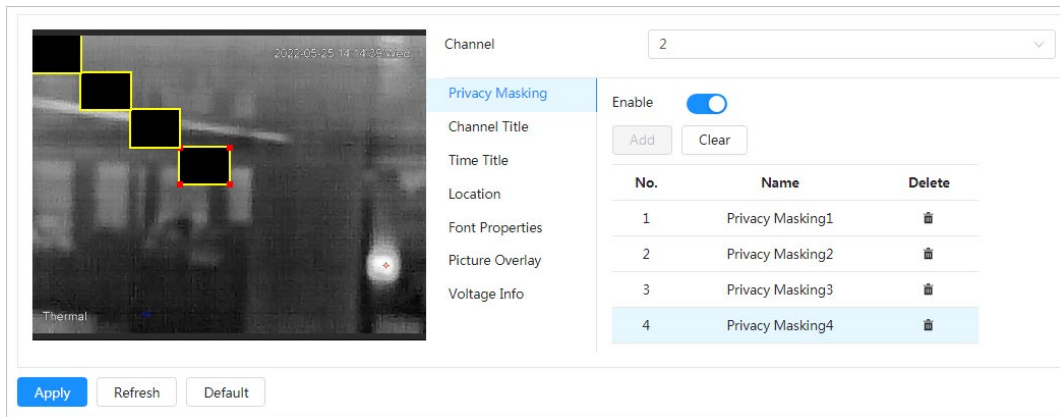 2022-05-25 14:14:39 Wed
Thermal
Channel
2
Privacy Masking
Channel Title
Time Title
Location
Font Properties
Picture Overlay
Voltage Info
Enable
Add Clear
No. Name Delete
1 Privacy Masking1
2 Privacy Masking2
3 Privacy Masking3
4 Privacy Masking4
Apply Refresh Default